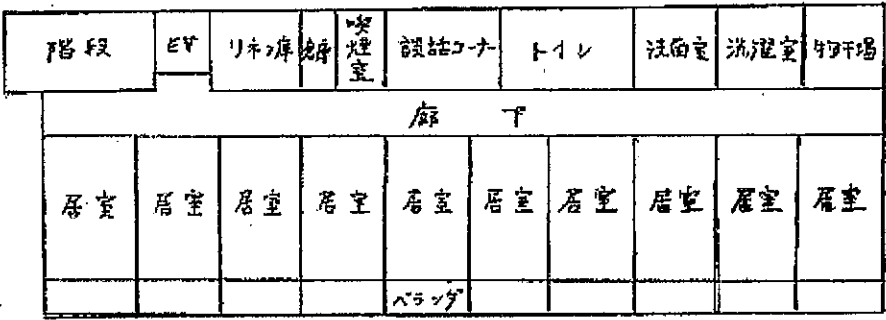 階段 EV リネン庫 倉庫 喫煙室 談話コーナー トイレ 洗面室 洗濯室 物干場
廊下
居室 居室 居室 居室 居室 居室 居室 居室 居室 居室
ベランダ